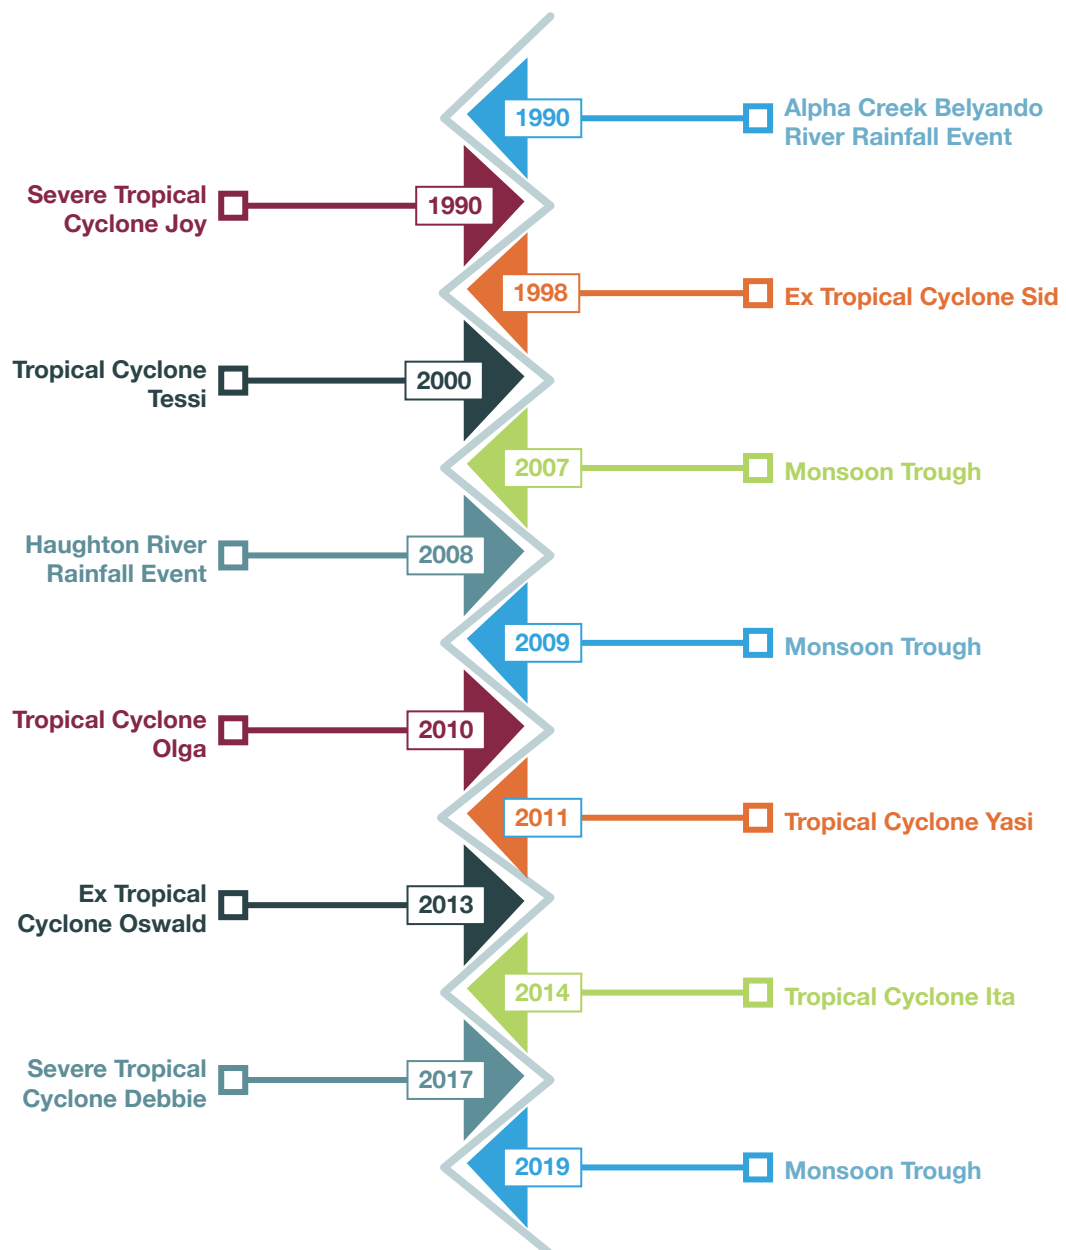 1990
Alpha Creek Belyando
River Rainfall Event
Severe Tropical
Cyclone Joy
1990
1998
Ex Tropical Cyclone Sid
Tropical Cyclone
Tessi
2000
2007
Monsoon Trough
Haughton River
Rainfall Event
2008
2009
Monsoon Trough
Tropical Cyclone
Olga
2010
2011
Tropical Cyclone Yasi
Ex Tropical
Cyclone Oswald
2013
2014
Tropical Cyclone Ita
Severe Tropical
Cyclone Debbie
2017
2019
Monsoon Trough